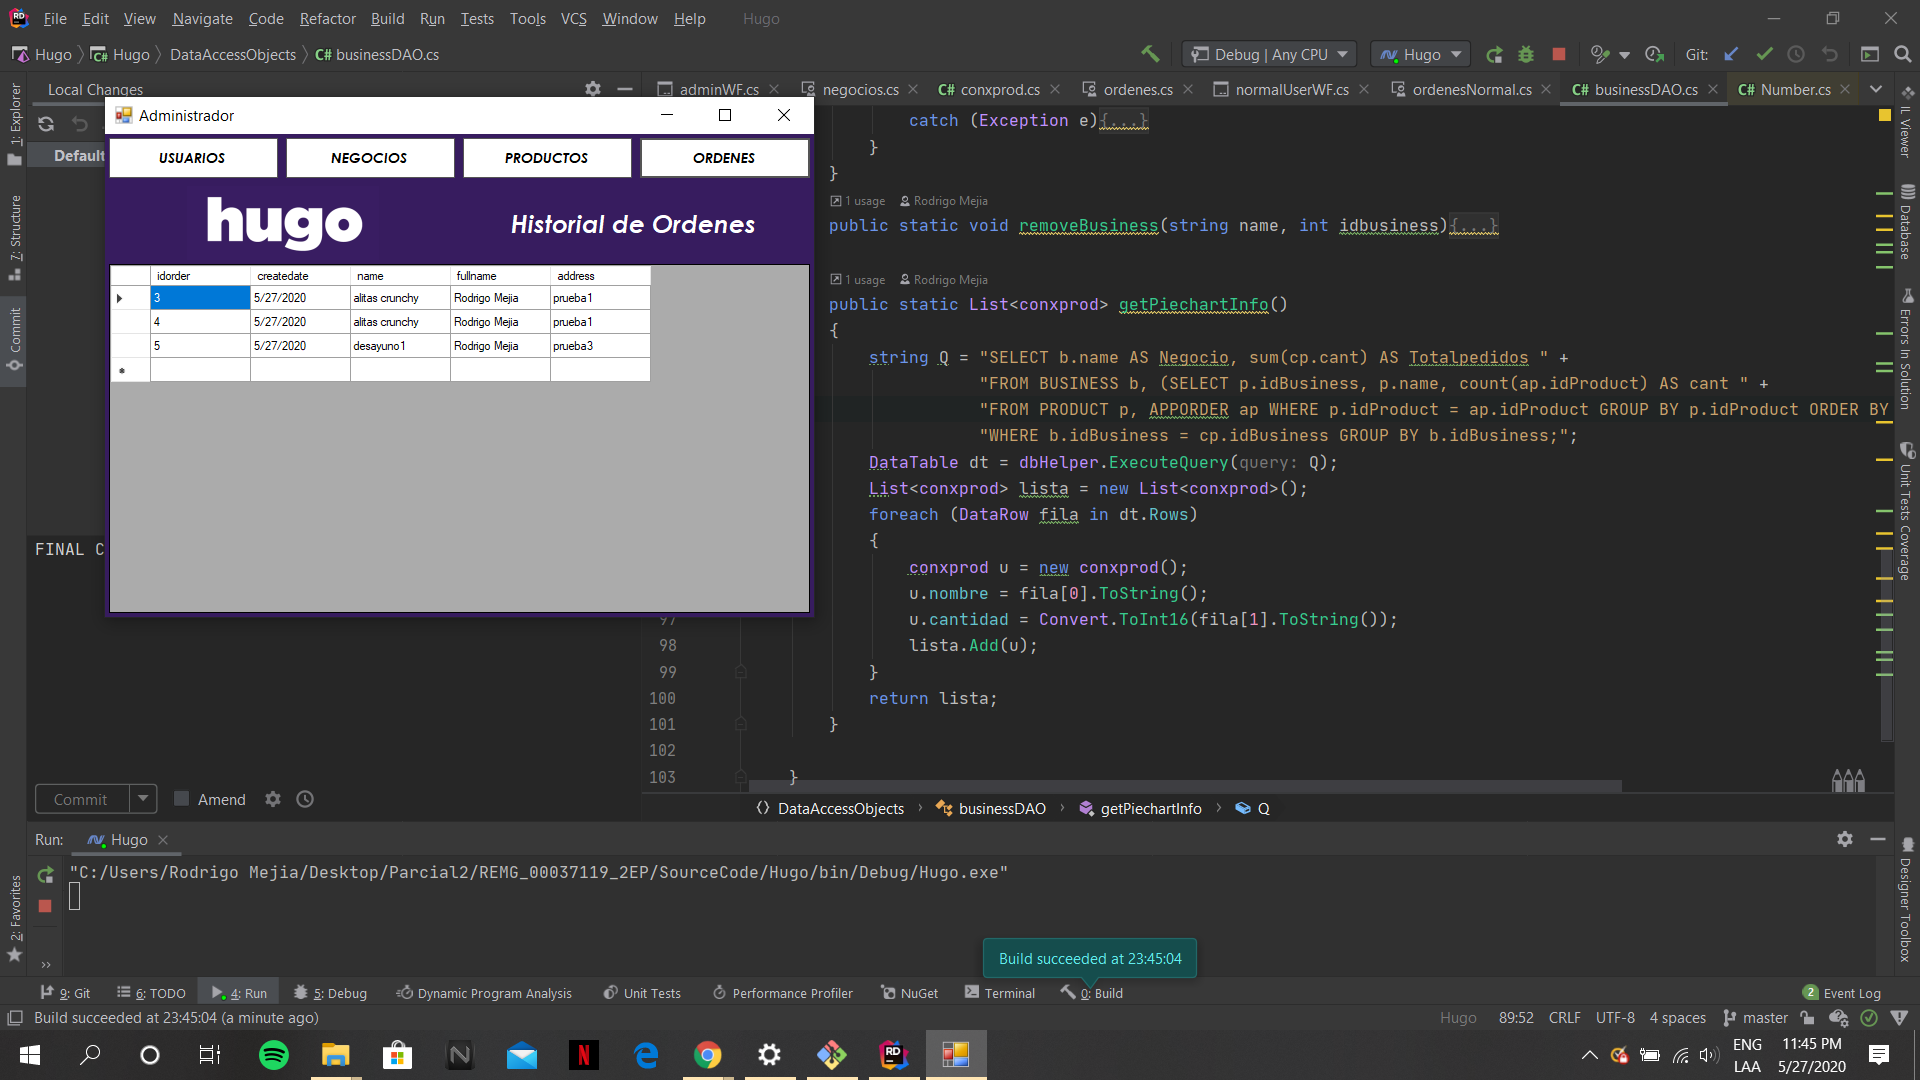 File Edit View Navigate Code Refactor Build Run Tests Tools VCS Window Help Hugo
Hugo Hugo DataAccessObjects C# businessDAO.cs Debug | Any CPU Hugo Git:
Local Changes
adminWF.cs negocios.cs C# conxprod.cs ordenes.cs normalUserWF.cs ordenesNormal.cs C# businessDAO.cs C# Number.cs
1: Explorer
7: Structure
Commit
2: Favorites
Default
FINAL C
Administrador
USUARIOS NEGOCIOS PRODUCTOS ORDENES
hugo Historial de Ordenes
idorder createdate name fullname address
3 5/27/2020 alitas crunchy Rodrigo Mejia prueba1
4 5/27/2020 alitas crunchy Rodrigo Mejia prueba1
5 5/27/2020 desayuno1 Rodrigo Mejia prueba3
catch (Exception e){...}
}
}
1 usage Rodrigo Mejia
public static void removeBusiness(string name, int idbusiness){...}
1 usage Rodrigo Mejia
public static List<conxprod> getPiechartInfo()
{
string Q = "SELECT b.name AS Negocio, sum(cp.cant) AS Totalpedidos " +
"FROM BUSINESS b, (SELECT p.idBusiness, p.name, count(ap.idProduct) AS cant " +
"FROM PRODUCT p, APPORDER ap WHERE p.idProduct = ap.idProduct GROUP BY p.idProduct ORDER BY
"WHERE b.idBusiness = cp.idBusiness GROUP BY b.idBusiness;";
DataTable dt = dbHelper.ExecuteQuery(query: Q);
List<conxprod> lista = new List<conxprod>();
foreach (DataRow fila in dt.Rows)
{
conxprod u = new conxprod();
u.nombre = fila[0].ToString();
97 u.cantidad = Convert.ToInt16(fila[1].ToString());
98 lista.Add(u);
99 }
100 return lista;
101 }
102
103 }
IL Viewer
Database
Errors In Solution
Unit Tests Coverage
Designer Toolbox
Commit Amend
DataAccessObjects businessDAO getPiechartInfo Q
Run: Hugo
"C:/Users/Rodrigo Mejia/Desktop/Parcial2/REMG_00037119_2EP/SourceCode/Hugo/bin/Debug/Hugo.exe"
Build succeeded at 23:45:04
9: Git 6: TODO 4: Run 5: Debug Dynamic Program Analysis Unit Tests Performance Profiler NuGet Terminal 0: Build 2 Event Log
Build succeeded at 23:45:04 (a minute ago) Hugo 89:52 CRLF UTF-8 4 spaces master
ENG 11:45 PM
LAA 5/27/2020